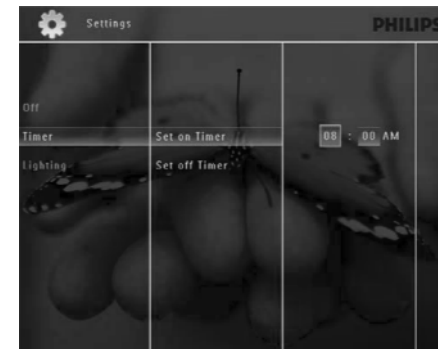 Settings
PHILIPS
Off
Timer
Set on Timer
08 : 00 AM
Lighting
Set off Timer